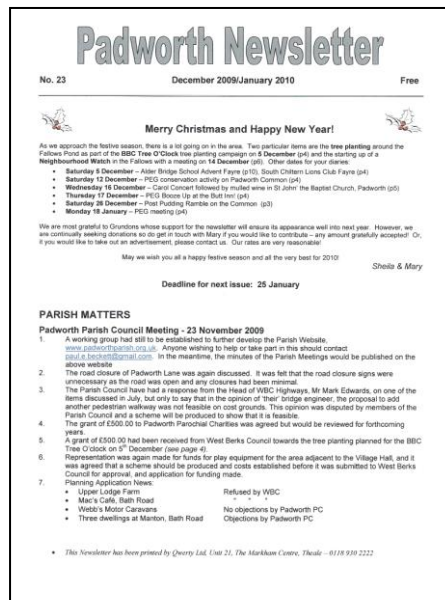 Padworth Newsletter
No. 23 December 2009/January 2010 Free
Merry Christmas and Happy New Year!
As we approach the festive season, there is a lot going on in the area. Two particular items are the tree planting around the
Fallows Pond as part of the BBC Tree O'Clock tree planting campaign on 5 December (p4) and the starting up of a
Neighbourhood Watch in the Fallows with a meeting on 14 December (p6). Other dates for your diaries:
• Saturday 5 December – Alder Bridge School Advent Fayre (p10), South Chiltern Lions Club Fayre (p4)
• Saturday 12 December – PEG conservation activity on Padworth Common (p4)
• Wednesday 16 December – Carol Concert followed by mulled wine in St John' the Baptist Church, Padworth (p5)
• Thursday 17 December – PEG Booze Up at the Butt Inn! (p4)
• Saturday 26 December – Post Pudding Ramble on the Common (p3)
• Monday 18 January – PEG meeting (p4)
We are most grateful to Grundons whose support for the newsletter will ensure its appearance well into next year. However, we
are continually seeking donations so do get in touch with Mary if you would like to contribute – any amount gratefully accepted! Or,
if you would like to take out an advertisement, please contact us. Our rates are very reasonable!
May we wish you all a happy festive season and all the very best for 2010!
Sheila & Mary
Deadline for next issue: 25 January
PARISH MATTERS
Padworth Parish Council Meeting - 23 November 2009
1. A working group had still to be established to further develop the Parish Website,
www.padworthparish.org.uk. Anyone wishing to help or take part in this should contact
paul.e.beckett@gmail.com. In the meantime, the minutes of the Parish Meetings would be published on the
above website
2. The road closure of Padworth Lane was again discussed. It was felt that the road closure signs were
unnecessary as the road was open and any closures had been minimal.
3. The Parish Council have had a response from the Head of WBC Highways, Mr Mark Edwards, on one of the
items discussed in July, but only to say that in the opinion of 'their' bridge engineer, the proposal to add
another pedestrian walkway was not feasible on cost grounds. This opinion was disputed by members of the
Parish Council and a scheme will be produced to show that it is feasible.
4. The grant of £500.00 to Padworth Parochial Charities was agreed but would be reviewed for forthcoming
years.
5. A grant of £500.00 had been received from West Berks Council towards the tree planting planned for the BBC
Tree O'clock on 5th December (see page 4).
6. Representation was again made for funds for play equipment for the area adjacent to the Village Hall, and it
was agreed that a scheme should be produced and costs established before it was submitted to West Berks
Council for approval, and application for funding made.
7. Planning Application News:
• Upper Lodge Farm Refused by WBC
• Mac's Café, Bath Road " " "
• Webb's Motor Caravans No objections by Padworth PC
• Three dwellings at Manton, Bath Road Objections by Padworth PC
• This Newsletter has been printed by Qwerty Ltd, Unit 21, The Markham Centre, Theale – 0118 930 2222